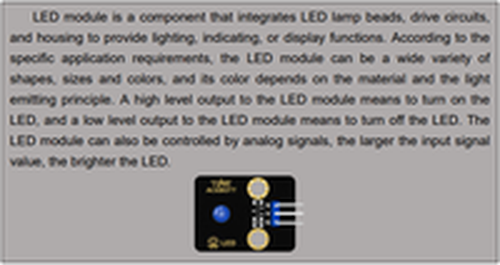 LED module is a component that integrates LED lamp beads, drive circuits,
and housing to provide lighting, indicating, or display functions. According to the
specific application requirements, the LED module can be a wide variety of
shapes, sizes and colors, and its color depends on the material and the light
emitting principle. A high level output to the LED module means to turn on the
LED, and a low level output to the LED module means to turn off the LED. The
LED module can also be controlled by analog signals, the larger the input signal
value, the brighter the LED.
LED